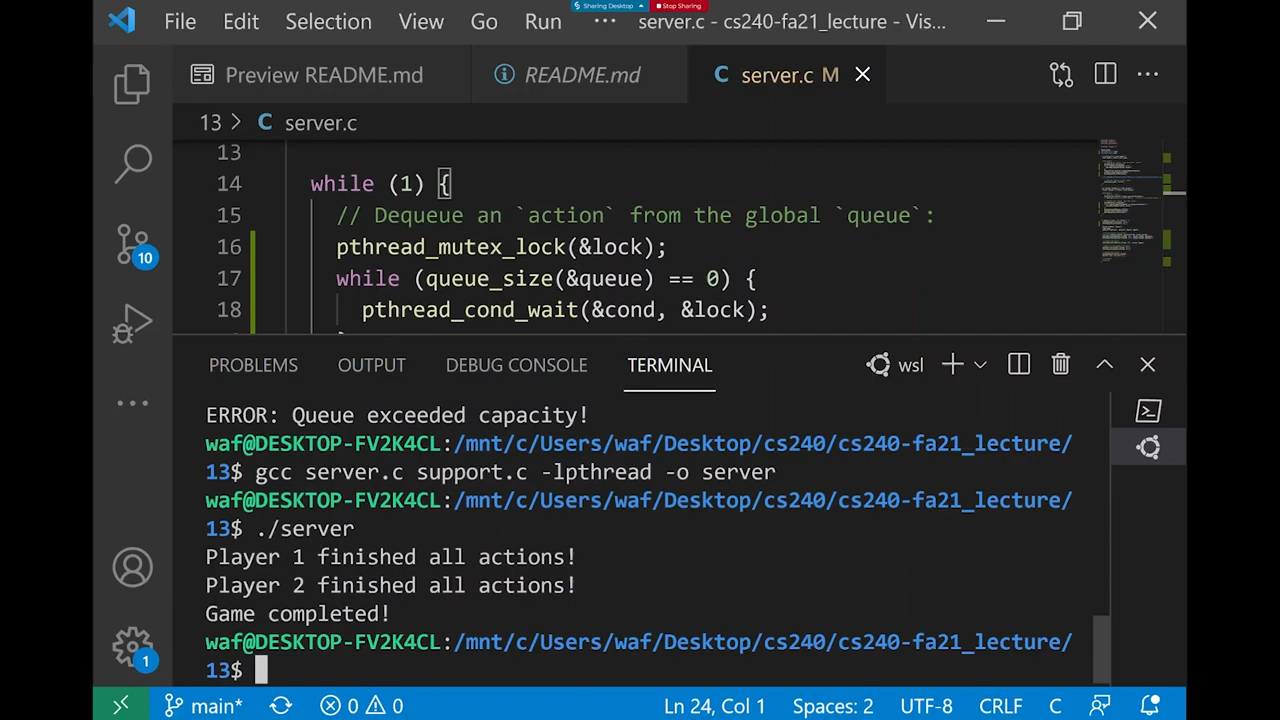 Sharing Desktop Stop Sharing
File Edit Selection View Go Run ··· server.c - cs240-fa21_lecture - Vis...
Preview README.md README.md C server.c M
13 > C server.c
13
14 while (1) {
15 // Dequeue an `action` from the global `queue`:
16 pthread_mutex_lock(&lock);
17 while (queue_size(&queue) == 0) {
18 pthread_cond_wait(&cond, &lock);
10
PROBLEMS OUTPUT DEBUG CONSOLE TERMINAL wsl
ERROR: Queue exceeded capacity!
waf@DESKTOP-FV2K4CL:/mnt/c/Users/waf/Desktop/cs240/cs240-fa21_lecture/
13$ gcc server.c support.c -lpthread -o server
waf@DESKTOP-FV2K4CL:/mnt/c/Users/waf/Desktop/cs240/cs240-fa21_lecture/
13$ ./server
Player 1 finished all actions!
Player 2 finished all actions!
Game completed!
waf@DESKTOP-FV2K4CL:/mnt/c/Users/waf/Desktop/cs240/cs240-fa21_lecture/
13$
1
main* 0 0 Ln 24, Col 1 Spaces: 2 UTF-8 CRLF C